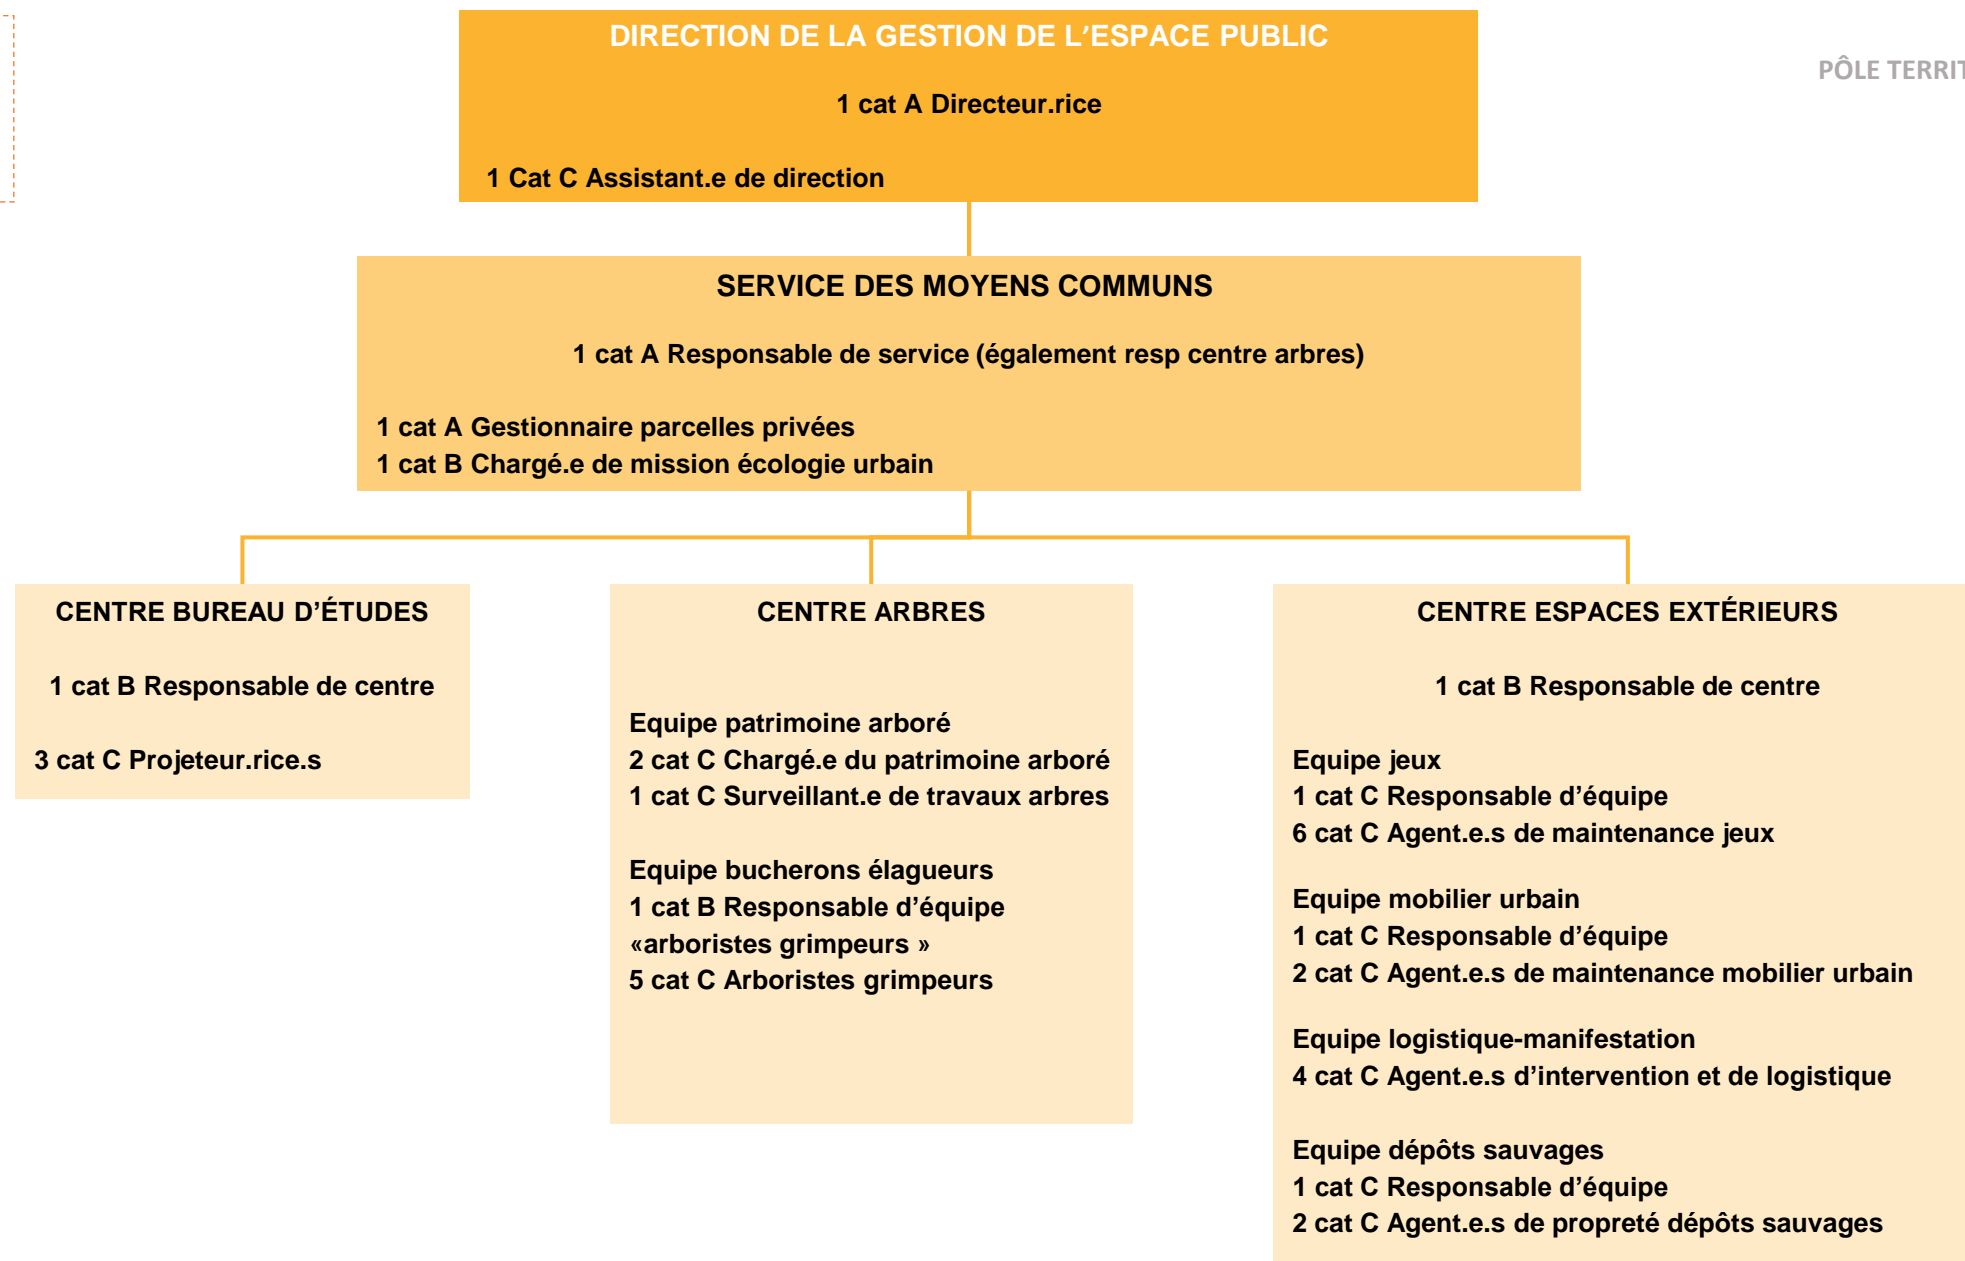 DIRECTION DE LA GESTION DE L’ESPACE PUBLIC
1 cat A Directeur.rice
1 Cat C Assistant.e de direction
PÔLE TERRIT
SERVICE DES MOYENS COMMUNS
1 cat A Responsable de service (également resp centre arbres)
1 cat A Gestionnaire parcelles privées
1 cat B Chargé.e de mission écologie urbain
CENTRE BUREAU D’ÉTUDES
1 cat B Responsable de centre
3 cat C Projeteur.rice.s
CENTRE ARBRES
Equipe patrimoine arboré
2 cat C Chargé.e du patrimoine arboré
1 cat C Surveillant.e de travaux arbres
Equipe bucherons élagueurs
1 cat B Responsable d’équipe
«arboristes grimpeurs »
5 cat C Arboristes grimpeurs
CENTRE ESPACES EXTÉRIEURS
1 cat B Responsable de centre
Equipe jeux
1 cat C Responsable d’équipe
6 cat C Agent.e.s de maintenance jeux
Equipe mobilier urbain
1 cat C Responsable d’équipe
2 cat C Agent.e.s de maintenance mobilier urbain
Equipe logistique-manifestation
4 cat C Agent.e.s d’intervention et de logistique
Equipe dépôts sauvages
1 cat C Responsable d’équipe
2 cat C Agent.e.s de propreté dépôts sauvages